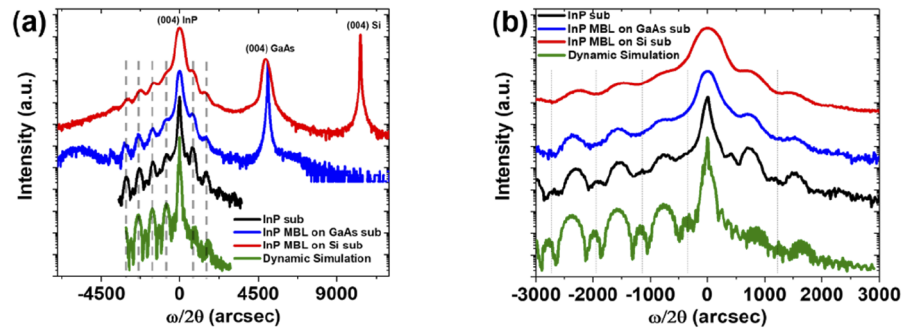 (a)
(004) InP
(004) GaAs
(004) Si
Intensity (a.u.)
InP sub
InP MBL on GaAs sub
InP MBL on Si sub
Dynamic Simulation
-4500 0 4500 9000
ω/2θ (arcsec)
(b)
InP sub
InP MBL on GaAs sub
InP MBL on Si sub
Dynamic Simulation
Intensity (a.u.)
-3000 -2000 -1000 0 1000 2000 3000
ω/2θ (arcsec)